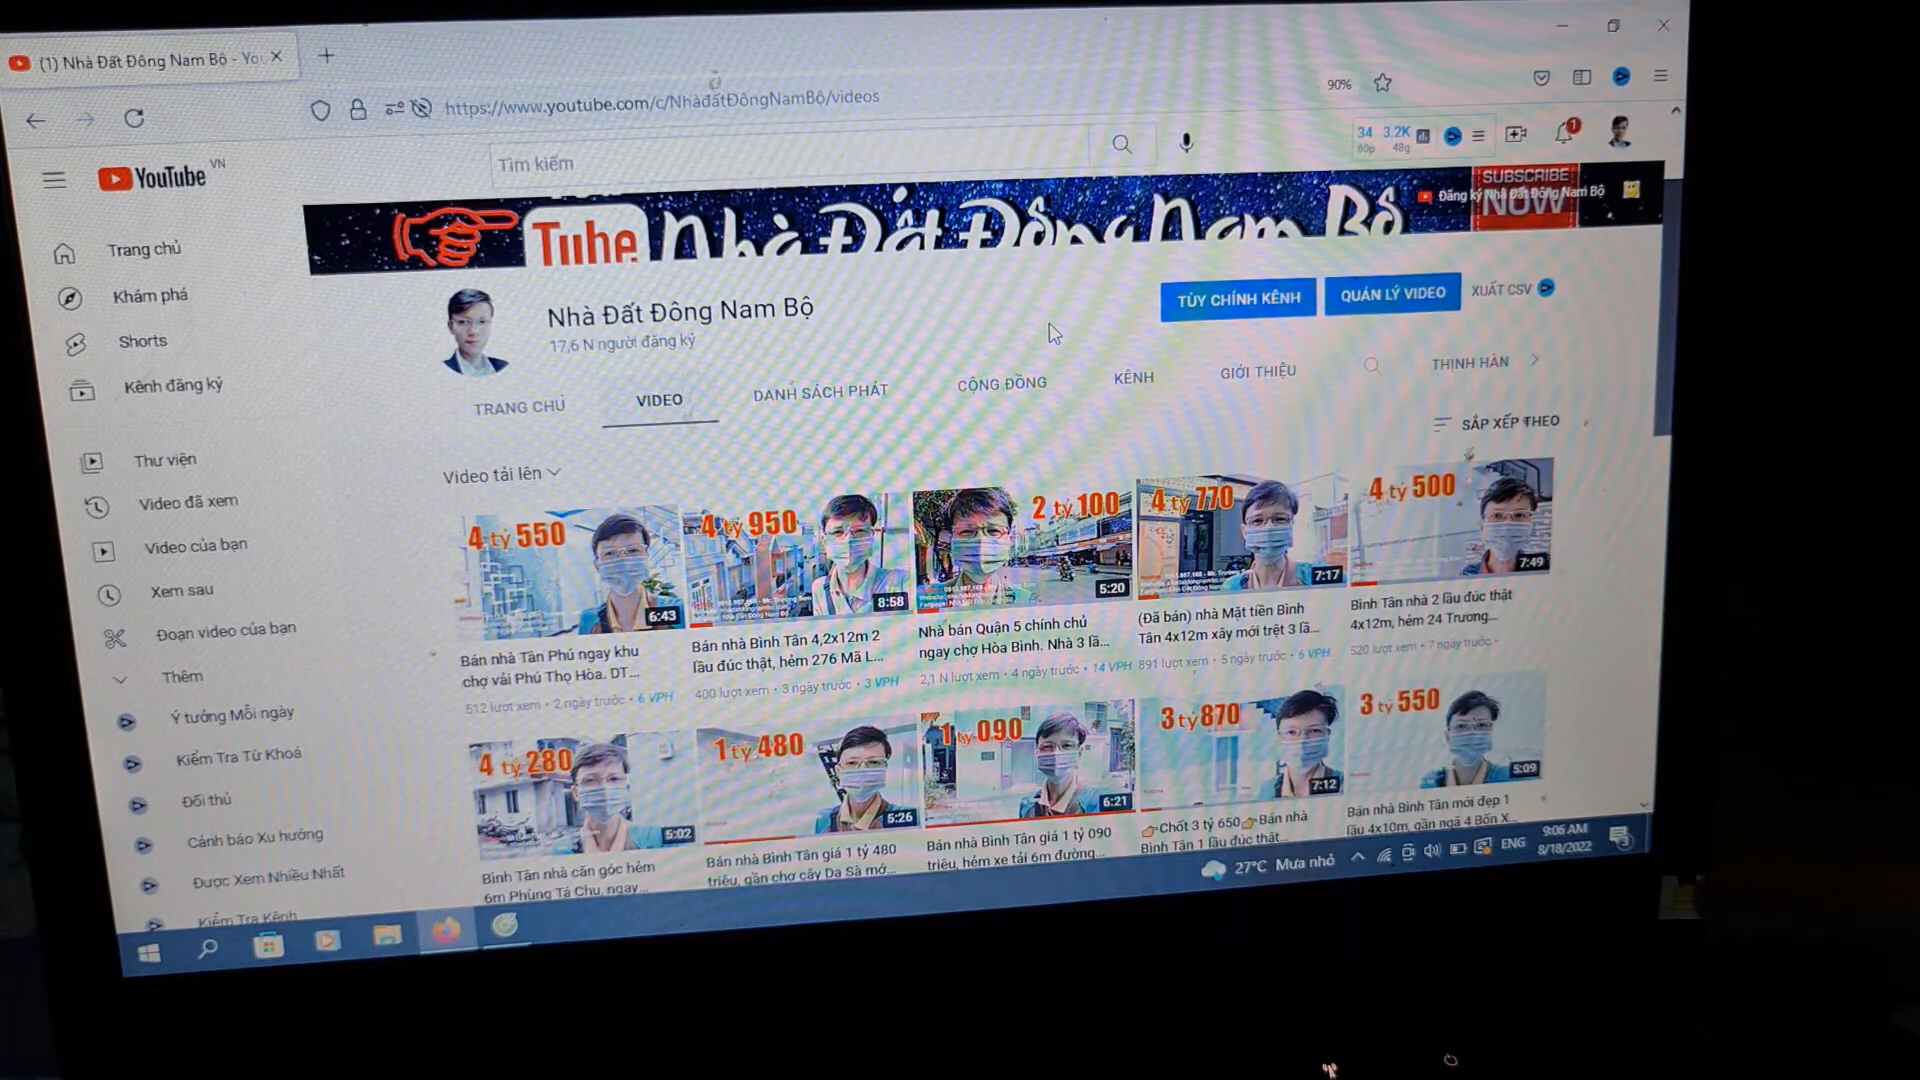 (1) Nhà Đất Đông Nam Bộ - You
https://www.youtube.com/c/NhàđấtĐôngNamBộ/videos
90%
YouTube VN
Tìm kiếm
34 3.2K
60p 48g
1
Tube Nhà Đất Đông Nam Bộ
Đăng ký Nhà Đất Đông Nam Bộ
SUBSCRIBE
NOW
Trang chủ
Khám phá
Shorts
Kênh đăng ký
Thư viện
Video đã xem
Video của bạn
Xem sau
Đoạn video của bạn
Thêm
Ý tưởng Mỗi ngày
Kiểm Tra Từ Khoá
Đối thủ
Cảnh báo Xu hướng
Được Xem Nhiều Nhất
Kiểm Tra Kênh
Nhà Đất Đông Nam Bộ
17,6 N người đăng ký
TÙY CHỈNH KÊNH
QUẢN LÝ VIDEO
XUẤT CSV
TRANG CHỦ
VIDEO
DANH SÁCH PHÁT
CỘNG ĐỒNG
KÊNH
GIỚI THIỆU
THỊNH HÀN
Video tải lên
SẮP XẾP THEO
4 tỷ 550
6:43
Bán nhà Tân Phú ngay khu
chợ vải Phú Thọ Hòa. DT...
512 lượt xem • 2 ngày trước • 6 VPH
4 tỷ 950
8:58
Bán nhà Bình Tân 4,2x12m 2
lầu đúc thật, hẻm 276 Mã L...
400 lượt xem • 3 ngày trước • 3 VPH
2 tỷ 100
5:20
Nhà bán Quận 5 chính chủ
ngay chợ Hòa Bình. Nhà 3 lầ...
2,1 N lượt xem • 4 ngày trước • 14 VPH
4 tỷ 770
7:17
(Đã bán) nhà Mặt tiền Bình
Tân 4x12m xây mới trệt 3 lầ...
891 lượt xem • 5 ngày trước • 6 VPH
4 tỷ 500
7:49
Bình Tân nhà 2 lầu đúc thật
4x12m, hẻm 24 Trương...
520 lượt xem • 7 ngày trước •
4 tỷ 280
5:02
Bình Tân nhà căn góc hẻm
6m Phùng Tá Chu, ngay...
1 tỷ 480
5:26
Bán nhà Bình Tân giá 1 tỷ 480
triệu, gần chợ cây Da Sà mớ...
1 tỷ 090
6:21
Bán nhà Bình Tân giá 1 tỷ 090
triệu, hẻm xe tải 6m đường...
3 tỷ 870
7:12
👉Chốt 3 tỷ 650👉Bán nhà
Bình Tân 1 lầu đúc thật...
3 tỷ 550
5:09
Bán nhà Bình Tân mới đẹp 1
lầu 4x10m, gần ngã 4 Bốn X...
27°C Mưa nhỏ
ENG
9:06 AM
8/18/2022
3